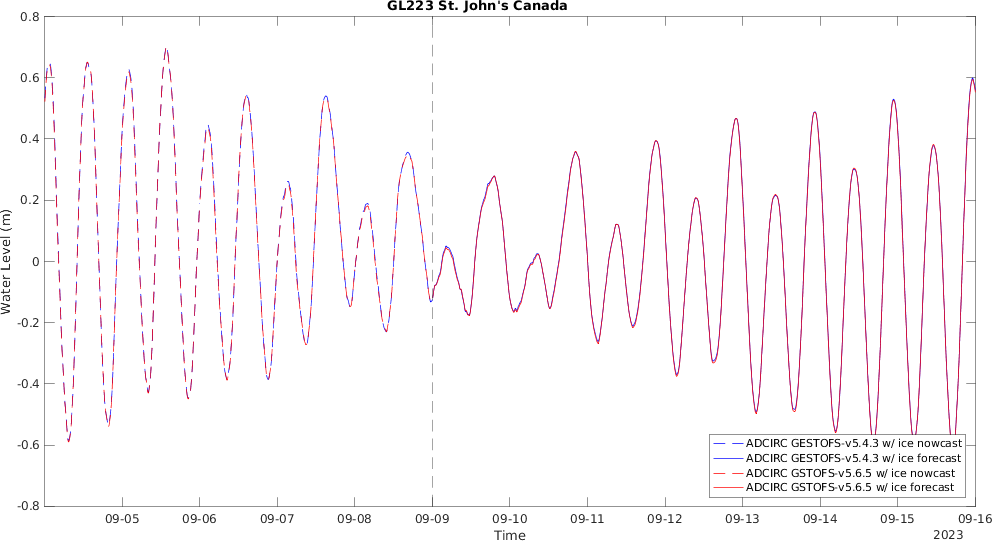 GL223 St. John's Canada
0.8
0.6
0.4
0.2
0
-0.2
-0.4
-0.6
-0.8
Water Level (m)
ADCIRC GESTOFS-v5.4.3 w/ ice nowcast
ADCIRC GESTOFS-v5.4.3 w/ ice forecast
ADCIRC GSTOFS-v5.6.5 w/ ice nowcast
ADCIRC GSTOFS-v5.6.5 w/ ice forecast
09-05 09-06 09-07 09-08 09-09 09-10 09-11 09-12 09-13 09-14 09-15 09-16
Time
2023